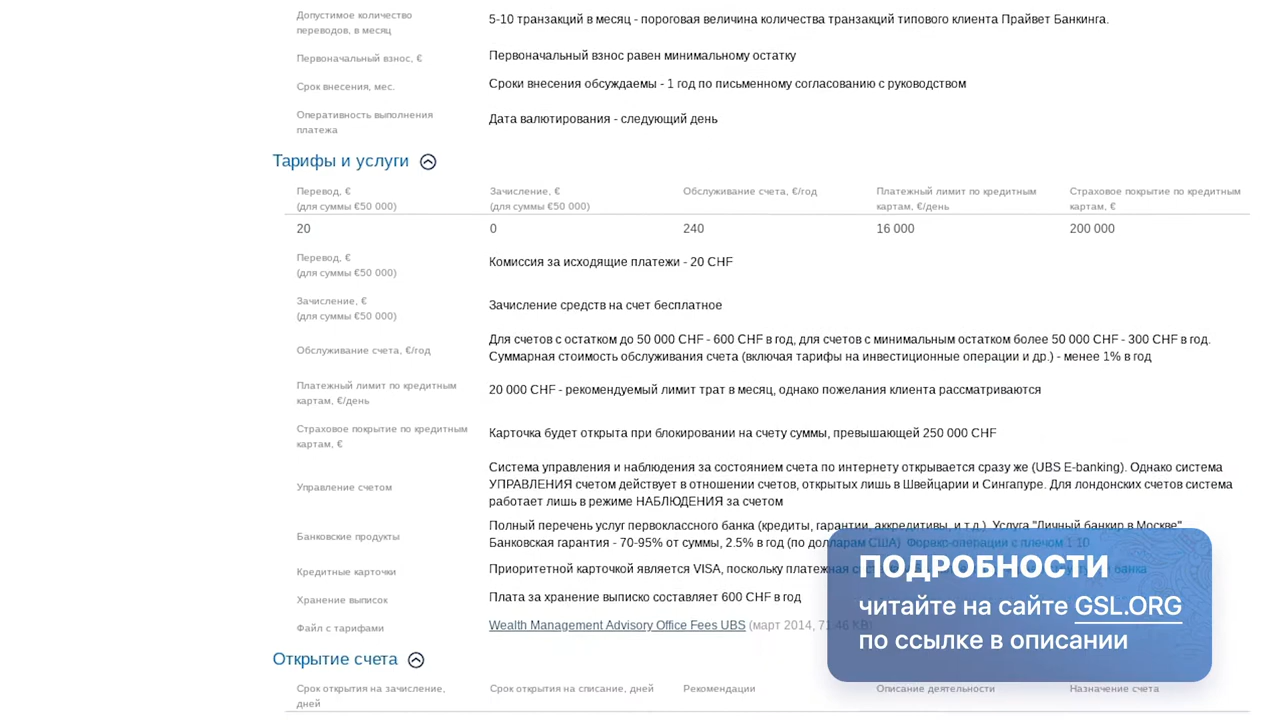 Допустимое количество
переводов, в месяц
5-10 транзакций в месяц - пороговая величина количества транзакций типового клиента Прайвет Банкинга.
Первоначальный взнос, €
Первоначальный взнос равен минимальному остатку
Срок внесения, мес.
Сроки внесения обсуждаемы - 1 год по письменному согласованию с руководством
Оперативность выполнения
платежа
Дата валютирования - следующий день
Тарифы и услуги
Перевод, €
(для суммы €50 000)
Зачисление, €
(для суммы €50 000)
Обслуживание счета, €/год
Платежный лимит по кредитным
картам, €/день
Страховое покрытие по кредитным
картам, €
20
0
240
16 000
200 000
Перевод, €
(для суммы €50 000)
Комиссия за исходящие платежи - 20 CHF
Зачисление, €
(для суммы €50 000)
Зачисление средств на счет бесплатное
Обслуживание счета, €/год
Для счетов с остатком до 50 000 CHF - 600 CHF в год, для счетов с минимальным остатком более 50 000 CHF - 300 CHF в год.
Суммарная стоимость обслуживания счета (включая тарифы на инвестиционные операции и др.) - менее 1% в год
Платежный лимит по кредитным
картам, €/день
20 000 CHF - рекомендуемый лимит трат в месяц, однако пожелания клиента рассматриваются
Страховое покрытие по кредитным
картам, €
Карточка будет открыта при блокировании на счету суммы, превышающей 250 000 CHF
Управление счетом
Система управления и наблюдения за состоянием счета по интернету открывается сразу же (UBS E-banking). Однако система
УПРАВЛЕНИЯ счетом действует в отношении счетов, открытых лишь в Швейцарии и Сингапуре. Для лондонских счетов система
работает лишь в режиме НАБЛЮДЕНИЯ за счетом
Банковские продукты
Полный перечень услуг первоклассного банка (кредиты, гарантии, аккредитивы, и т.д.). Услуга "Личный банкир в Москве"
Банковская гарантия - 70-95% от суммы, 2.5% в год (по долларам США). Форекс-операции с плечом 1:10
Кредитные карточки
Приоритетной карточкой является VISA, поскольку платежная банка
Хранение выписок
Плата за хранение выписко составляет 600 CHF в год
Файл с тарифами
Wealth Management Advisory Office Fees UBS (март 2014, 71.46 KB)
ПОДРОБНОСТИ
читайте на сайте GSL.ORG
по ссылке в описании
Открытие счета
Срок открытия на зачисление,
дней
Срок открытия на списание, дней
Рекомендации
Описание деятельности
Назначение счета